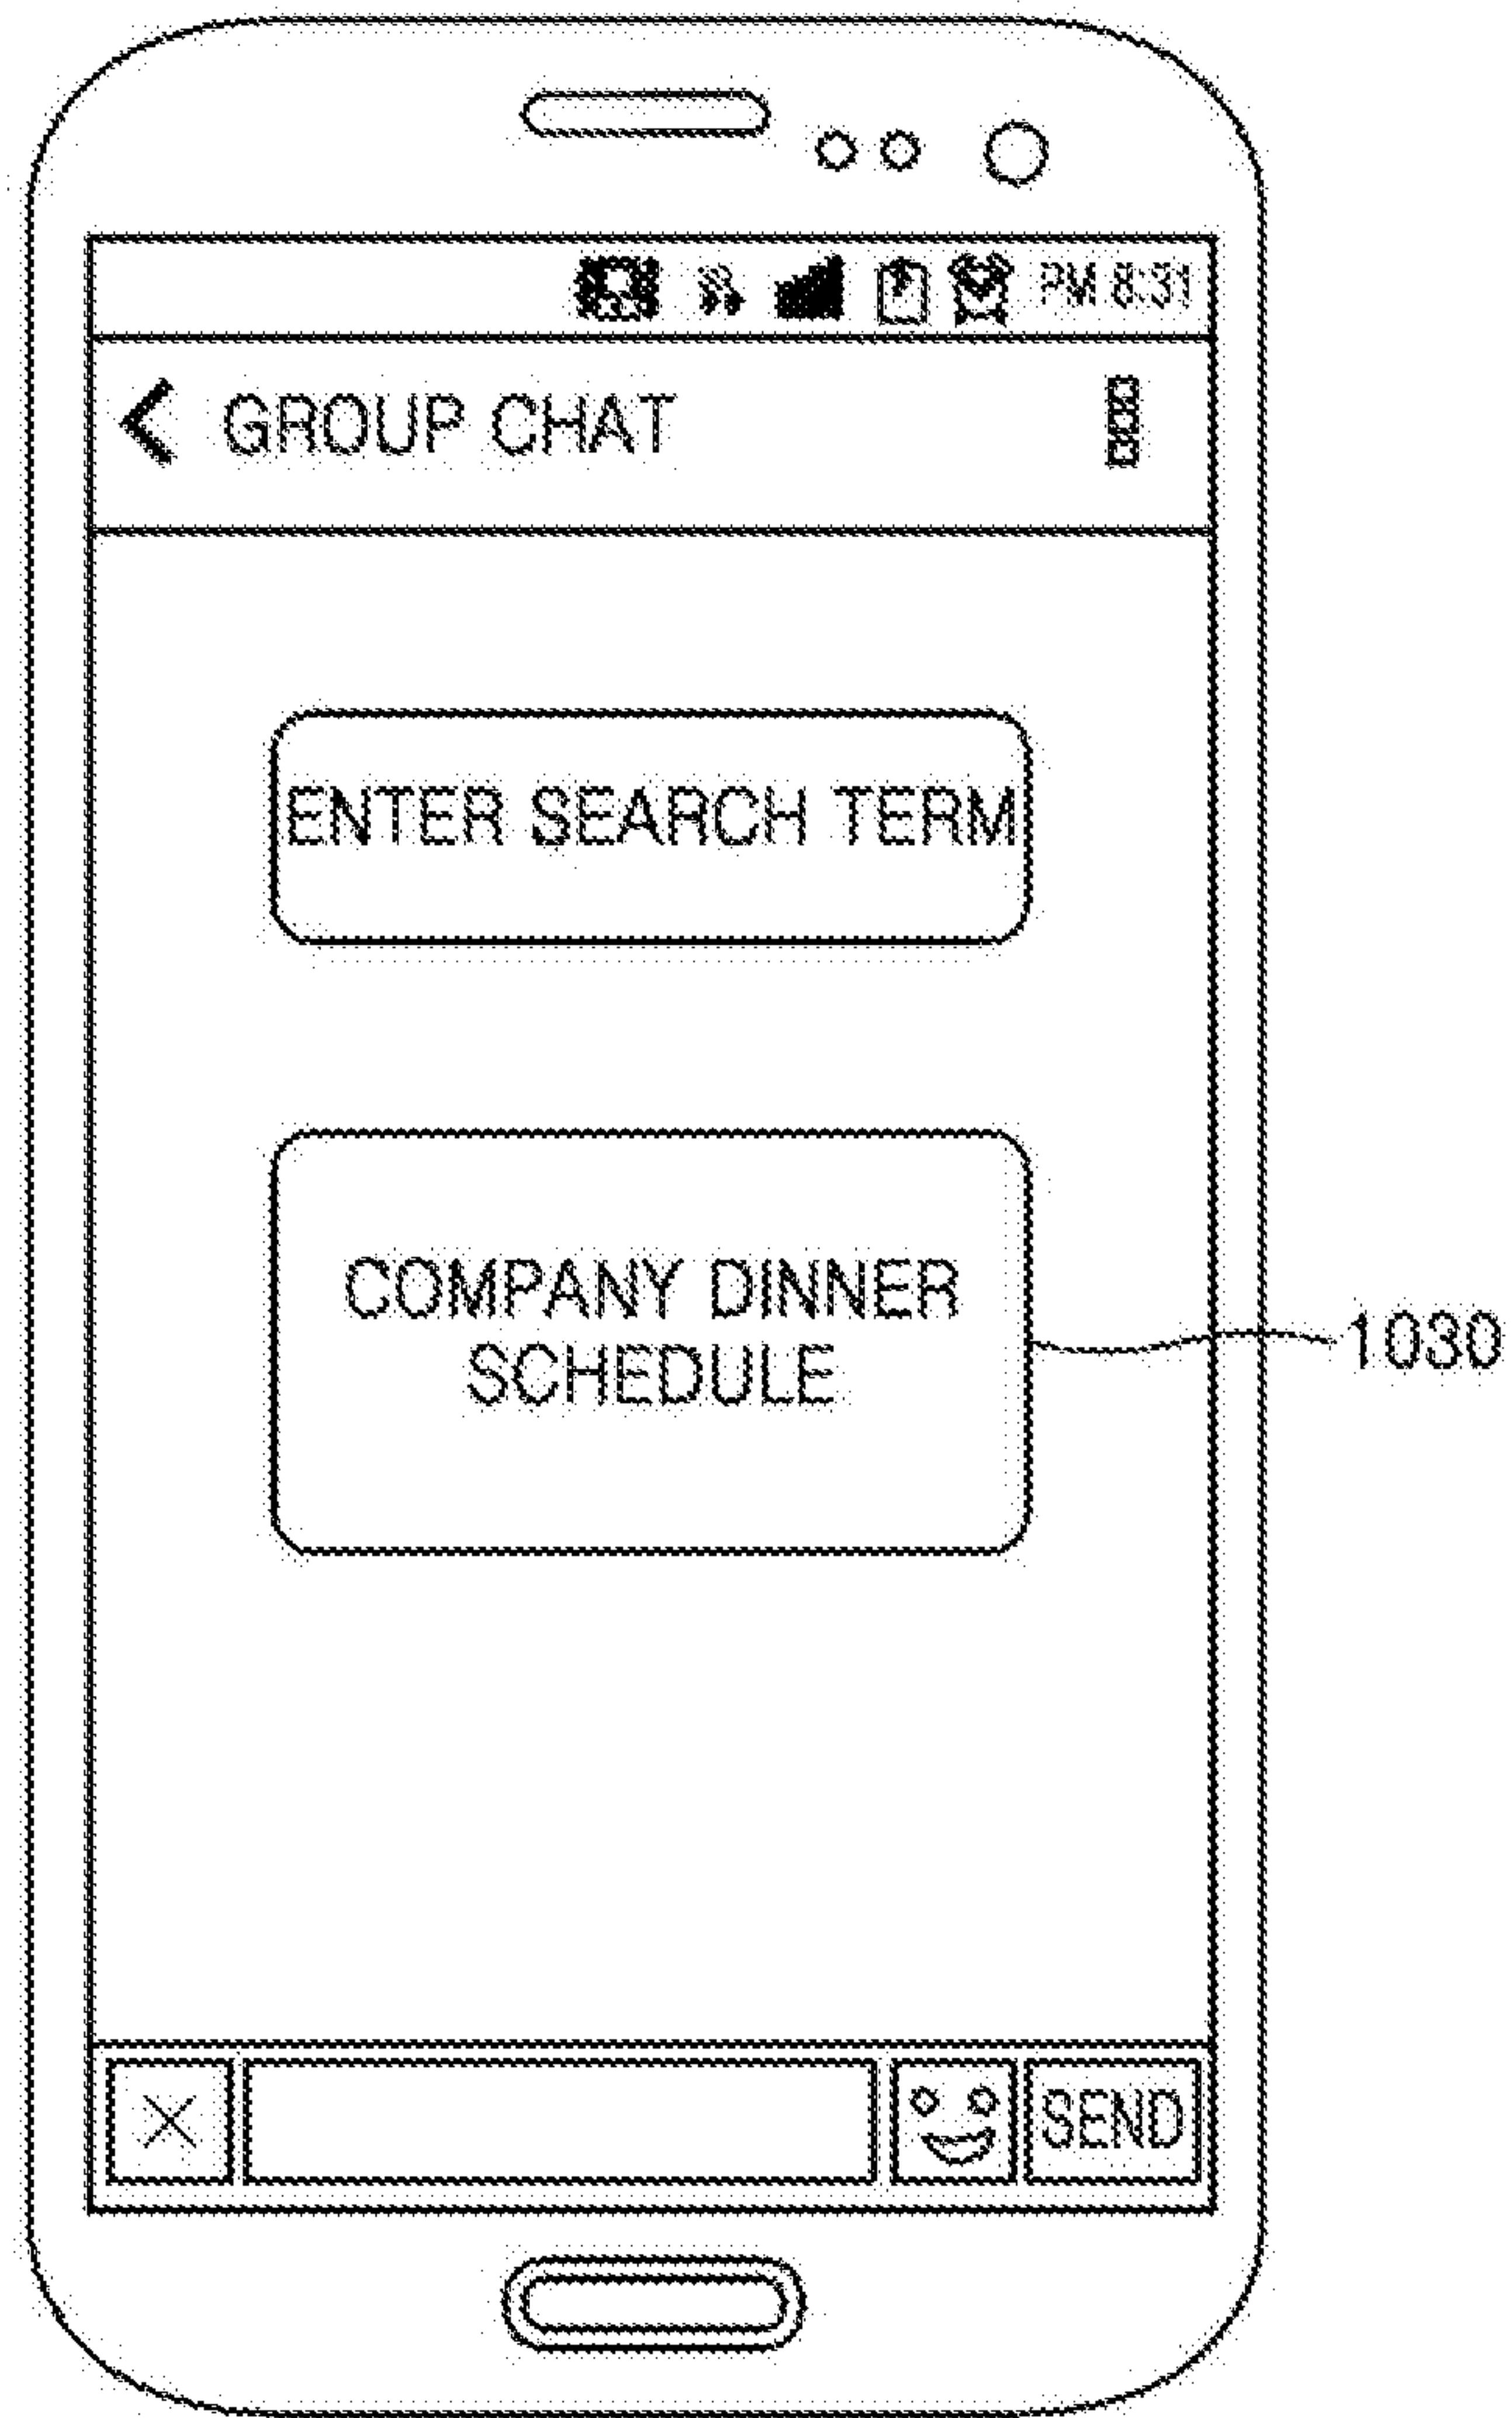 PM 8:31
GROUP CHAT
ENTER SEARCH TERM
COMPANY DINNER
SCHEDULE
1030
SEND